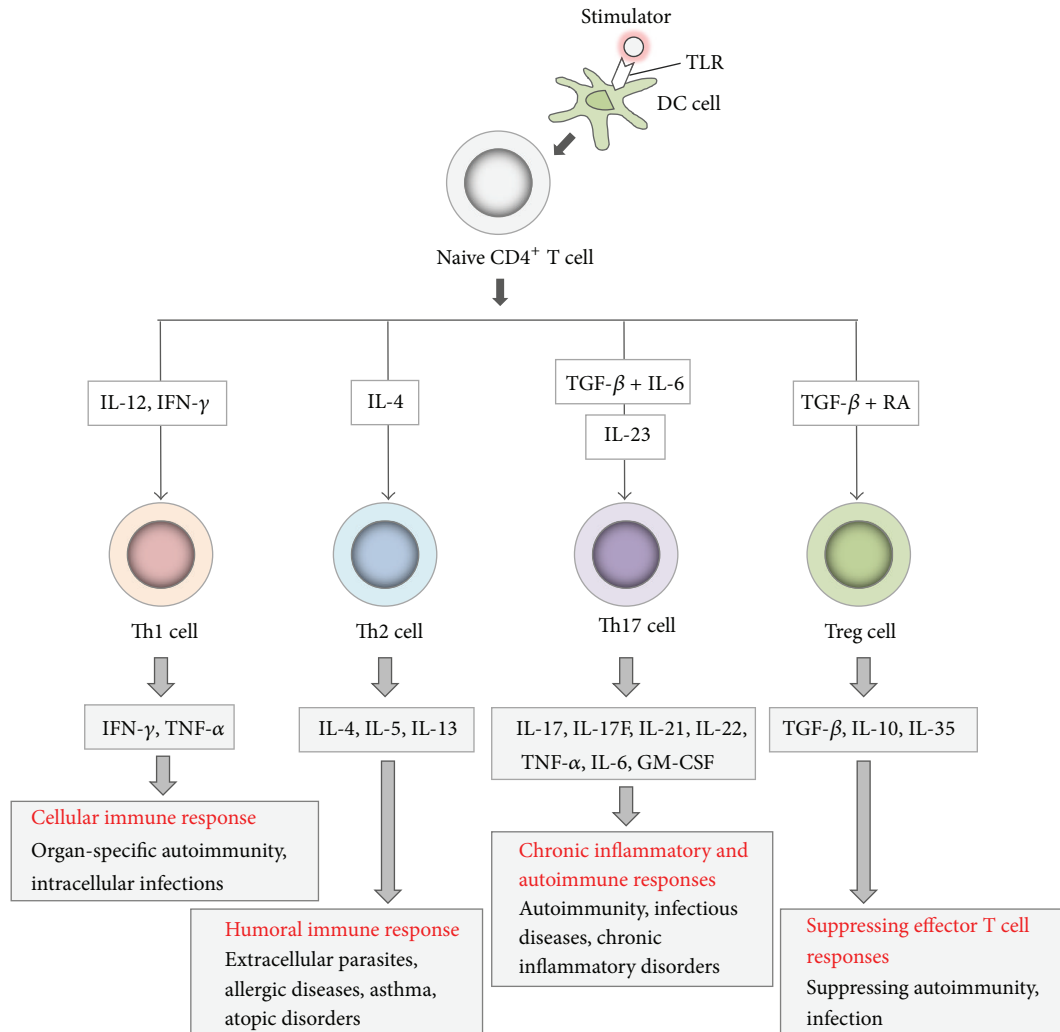 Stimulator
TLR
DC cell
Naive CD4⁺ T cell
IL-12, IFN-γ
IL-4
TGF-β + IL-6
IL-23
TGF-β + RA
Th1 cell
Th2 cell
Th17 cell
Treg cell
IFN-γ, TNF-α
IL-4, IL-5, IL-13
IL-17, IL-17F, IL-21, IL-22,
TNF-α, IL-6, GM-CSF
TGF-β, IL-10, IL-35
Cellular immune response
Organ-specific autoimmunity,
intracellular infections
Humoral immune response
Extracellular parasites,
allergic diseases, asthma,
atopic disorders
Chronic inflammatory and
autoimmune responses
Autoimmunity, infectious
diseases, chronic
inflammatory disorders
Suppressing effector T cell
responses
Suppressing autoimmunity,
infection